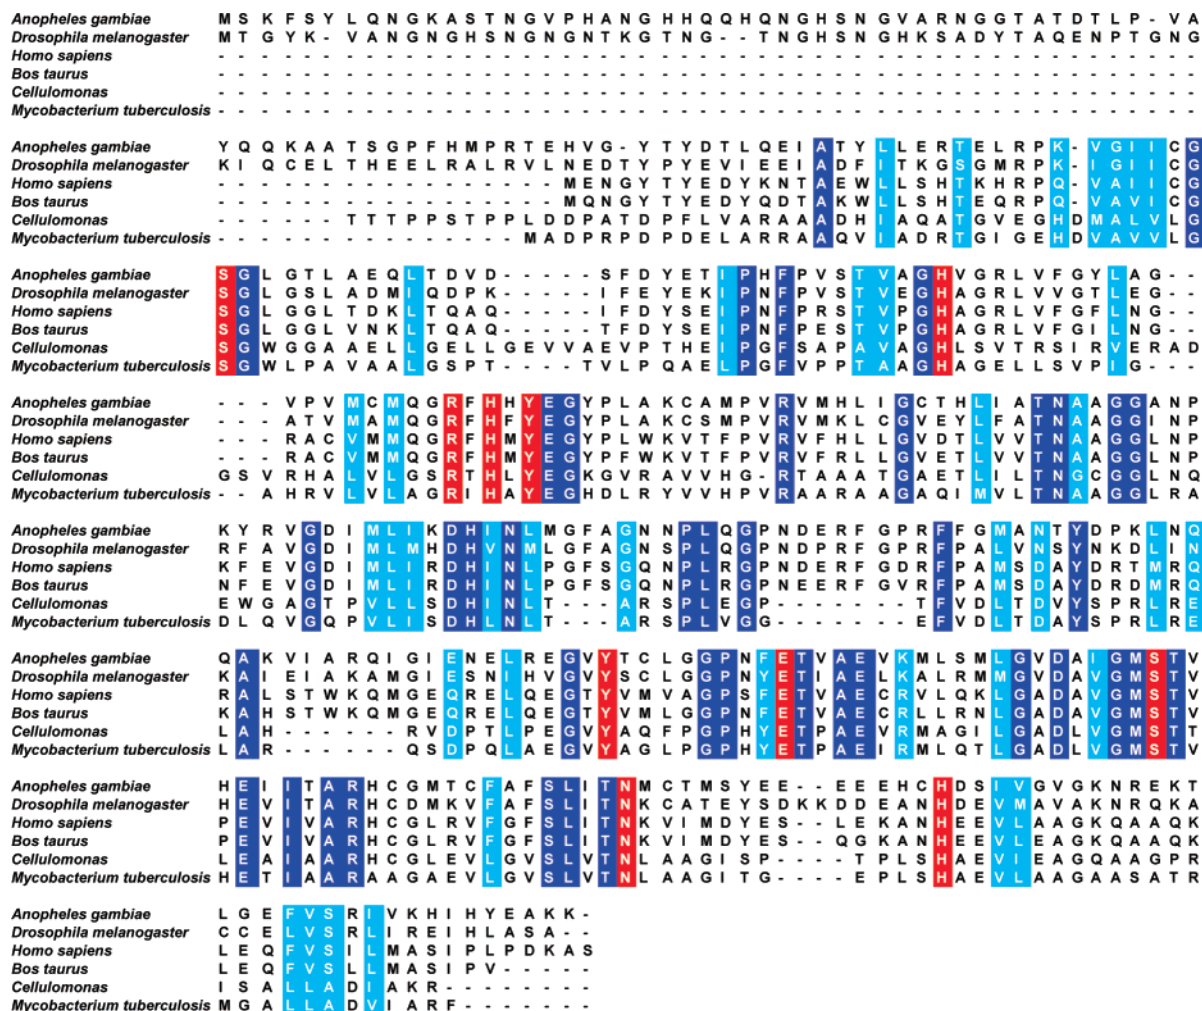 Anopheles gambiae M S K F S Y L Q N G K A S T N G V P H A N G H H Q Q H Q N G H S N G V A R N G G T A T D T L P - V A
Drosophila melanogaster M T G Y K - V A N G N G H S N G N G N T K G T N G - - T N G H S N G H K S A D Y T A Q E N P T G N G
Homo sapiens - - - - - - - - - - - - - - - - - - - - - - - - - - - - - - - - - - - - - - - - - - - - - - - - - -
Bos taurus - - - - - - - - - - - - - - - - - - - - - - - - - - - - - - - - - - - - - - - - - - - - - - - - - -
Cellulomonas - - - - - - - - - - - - - - - - - - - - - - - - - - - - - - - - - - - - - - - - - - - - - - - - - -
Mycobacterium tuberculosis - - - - - - - - - - - - - - - - - - - - - - - - - - - - - - - - - - - - - - - - - - - - - - - - - -
Anopheles gambiae Y Q Q K A A T S G P F H M P R T E H V G - Y T Y D T L Q E I A T Y L L E R T E L R P K - V G I I C G
Drosophila melanogaster K I Q C E L T H E E L R A L R V L N E D T Y P Y E V I E E I A D F I T K G S G M R P K - I G I I C G
Homo sapiens - - - - - - - - - - - - - - - - - - M E N G Y T Y E D Y K N T A E W L L S H T K H R P Q - V A I I C G
Bos taurus - - - - - - - - - - - - - - - - - - M Q N G Y T Y E D Y Q D T A K W L L S H T E Q R P Q - V A V I C G
Cellulomonas - - - - - - - T T T P P S T P P L D D P A T D P F L V A R A A A D H I A Q A T G V E G H D M A L V L G
Mycobacterium tuberculosis - - - - - - - - - - - - - - - - M A D P R P D P D E L A R R A A Q V I A D R T G I G E H D V A V V L G
Anopheles gambiae S G L G T L A E Q L T D V D - - - - - S F D Y E T I P H F P V S T V A G H V G R L V F G Y L A G - -
Drosophila melanogaster S G L G S L A D M I Q D P K - - - - - I F E Y E K I P N F P V S T V E G H A G R L V V G T L E G - -
Homo sapiens S G L G G L T D K L T Q A Q - - - - - I F D Y S E I P N F P R S T V P G H A G R L V F G F L N G - -
Bos taurus S G L G G L V N K L T Q A Q - - - - - T F D Y S E I P N F P E S T V P G H A G R L V F G I L N G - -
Cellulomonas S G W G G A A E L L G E L L G E V V A E V P T H E I P G F S A P A V A G H L S V T R S I R V E R A D
Mycobacterium tuberculosis S G W L P A V A A L G S P T - - - - T V L P Q A E L P G F V P P T A A G H A G E L L S V P I G - - -
Anopheles gambiae - - - V P V M C M Q G R F H H Y E G Y P L A K C A M P V R V M H L I G C T H L I A T N A A G G A N P
Drosophila melanogaster - - - A T V M A M Q G R F H F Y E G Y P L A K C S M P V R V M K L C G V E Y L F A T N A A G G I N P
Homo sapiens - - - R A C V M M Q G R F H M Y E G Y P L W K V T F P V R V F H L L G V D T L V V T N A A G G L N P
Bos taurus - - - R A C V M M Q G R F H M Y E G Y P F W K V T F P V R V F R L L G V E T L V V T N A A G G L N P
Cellulomonas G S V R H A L V L G S R T H L Y E G K G V R A V V H G - R T A A A T G A E T L I L T N G C G G L N Q
Mycobacterium tuberculosis - - A H R V L V L A G R I H A Y E G H D L R Y V V H P V R A A R A A G A Q I M V L T N A A G G L R A
Anopheles gambiae K Y R V G D I M L I K D H I N L M G F A G N N P L Q G P N D E R F G P R F F G M A N T Y D P K L N Q
Drosophila melanogaster R F A V G D I M L M H D H V N M L G F A G N S P L Q G P N D P R F G P R F P A L V N S Y N K D L I N
Homo sapiens K F E V G D I M L I R D H I N L P G F S G Q N P L R G P N D E R F G D R F P A M S D A Y D R T M R Q
Bos taurus N F E V G D I M L I R D H I N L P G F S G Q N P L R G P N E E R F G V R F P A M S D A Y D R D M R Q
Cellulomonas E W G A G T P V L L S D H I N L T - - - A R S P L E G P - - - - - - - T F V D L T D V Y S P R L R E
Mycobacterium tuberculosis D L Q V G Q P V L I S D H L N L T - - - A R S P L V G G - - - - - - - E F V D L T D A Y S P R L R E
Anopheles gambiae Q A K V I A R Q I G I E N E L R E G V Y T C L G G P N F E T V A E V K M L S M L G V D A I G M S T V
Drosophila melanogaster K A I E I A K A M G I E S N I H V G V Y S C L G G P N Y E T I A E L K A L R M M G V D A V G M S T V
Homo sapiens R A L S T W K Q M G E Q R E L Q E G T Y V M V A G P S F E T V A E C R V L Q K L G A D A V G M S T V
Bos taurus K A H S T W K Q M G E Q R E L Q E G T Y V M L G G P N F E T V A E C R L L R N L G A D A V G M S T V
Cellulomonas L A H - - - - - - R V D P T L P E G V Y A Q F P G P H Y E T P A E V R M A G I L G A D L V G M S T T
Mycobacterium tuberculosis L A R - - - - - - Q S D P Q L A E G V Y A G L P G P H Y E T P A E I R M L Q T L G A D L V G M S T V
Anopheles gambiae H E I I T A R H C G M T C F A F S L I T N M C T M S Y E E - - E E E H C H D S I V G V G K N R E K T
Drosophila melanogaster H E V I T A R H C D M K V F A F S L I T N K C A T E Y S D K K D D E A N H D E V M A V A K N R Q K A
Homo sapiens P E V I V A R H C G L R V F G F S L I T N K V I M D Y E S - - L E K A N H E E V L A A G K Q A A Q K
Bos taurus P E V I V A R H C G L R V F G F S L I T N K V I M D Y E S - - Q G K A N H E E V L E A G K Q A A Q K
Cellulomonas L E A I A A R H C G L E V L G V S L V T N L A A G I S P - - - - T P L S H A E V I E A G Q A A G P R
Mycobacterium tuberculosis H E T I A A R A A G A E V L G V S L V T N L A A G I T G - - - - E P L S H A E V L A A G A A S A T R
Anopheles gambiae L G E F V S R I V K H I H Y E A K K -
Drosophila melanogaster C C E L V S R L I R E I H L A S A - -
Homo sapiens L E Q F V S I L M A S I P L P D K A S
Bos taurus L E Q F V S L L M A S I P V - - - - -
Cellulomonas I S A L L A D I A K R - - - - - - - -
Mycobacterium tuberculosis M G A L L A D V I A R F - - - - - - -